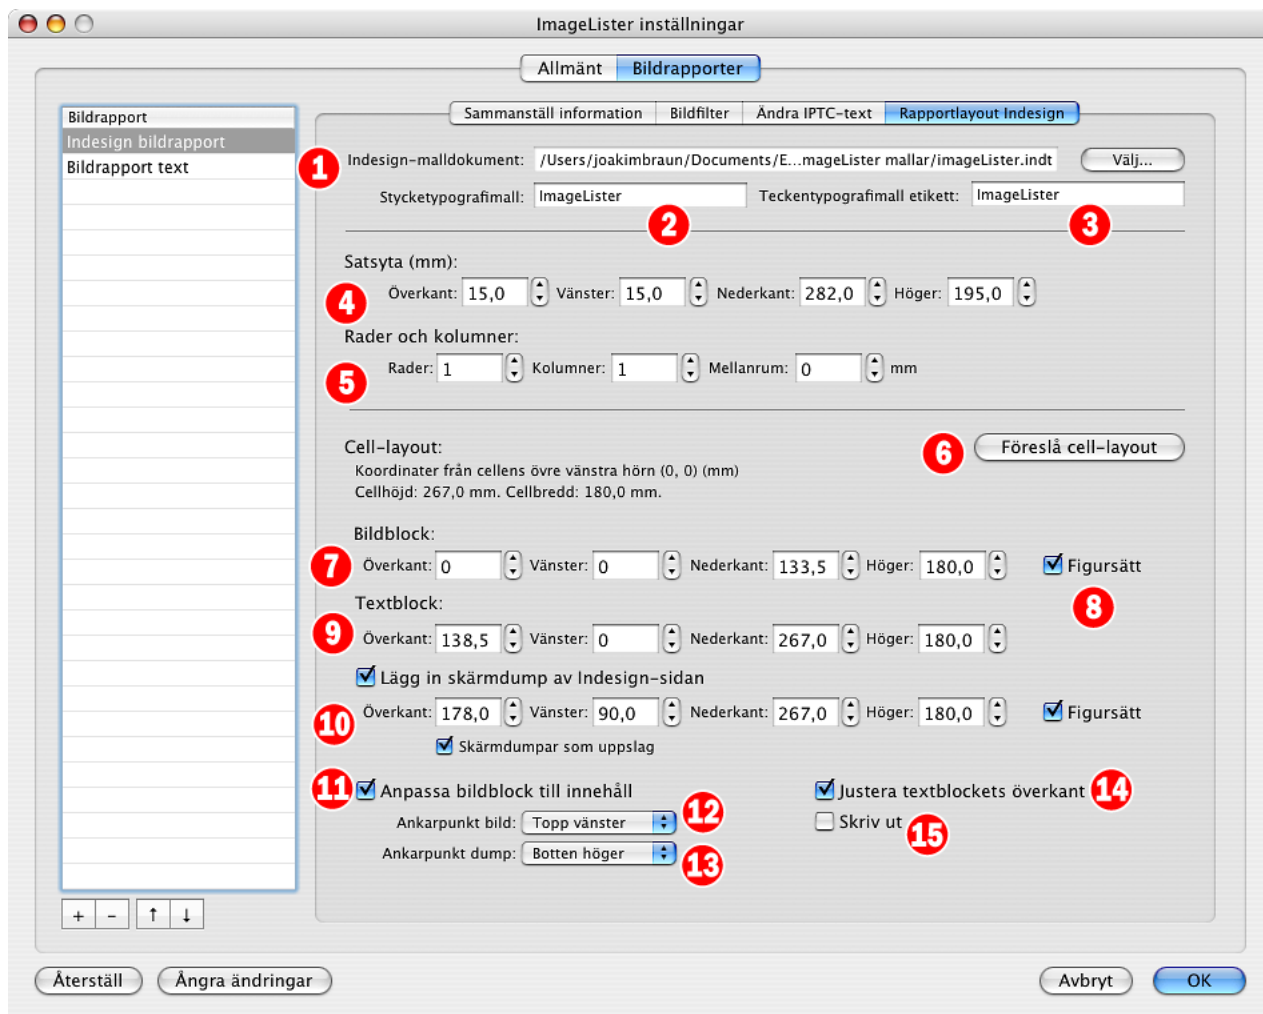 ImageLister inställningar
Allmänt Bildrapporter
Bildrapport
Indesign bildrapport
Bildrapport text
Sammanställ information Bildfilter Ändra IPTC-text Rapportlayout Indesign
1 Indesign-malldokument: /Users/joakimbraun/Documents/E...mageLister mallar/imageLister.indt Välj...
Stycketypografimall: ImageLister Teckentypografimall etikett: ImageLister
2 3
Satsyta (mm):
4 Överkant: 15,0 Vänster: 15,0 Nederkant: 282,0 Höger: 195,0
Rader och kolumner:
5 Rader: 1 Kolumner: 1 Mellanrum: 0 mm
Cell-layout: 6 Föreslå cell-layout
Koordinater från cellens övre vänstra hörn (0, 0) (mm)
Cellhöjd: 267,0 mm. Cellbredd: 180,0 mm.
Bildblock:
7 Överkant: 0 Vänster: 0 Nederkant: 133,5 Höger: 180,0 Figursätt
8
Textblock:
9 Överkant: 138,5 Vänster: 0 Nederkant: 267,0 Höger: 180,0
Lägg in skärmdump av Indesign-sidan
10 Överkant: 178,0 Vänster: 90,0 Nederkant: 267,0 Höger: 180,0 Figursätt
Skärmdumpar som uppslag
11 Anpassa bildblock till innehåll Justera textblockets överkant 14
Ankarpunkt bild: Topp vänster 12 Skriv ut 15
Ankarpunkt dump: Botten höger 13
+ - ↑ ↓
Återställ Ångra ändringar Avbryt OK